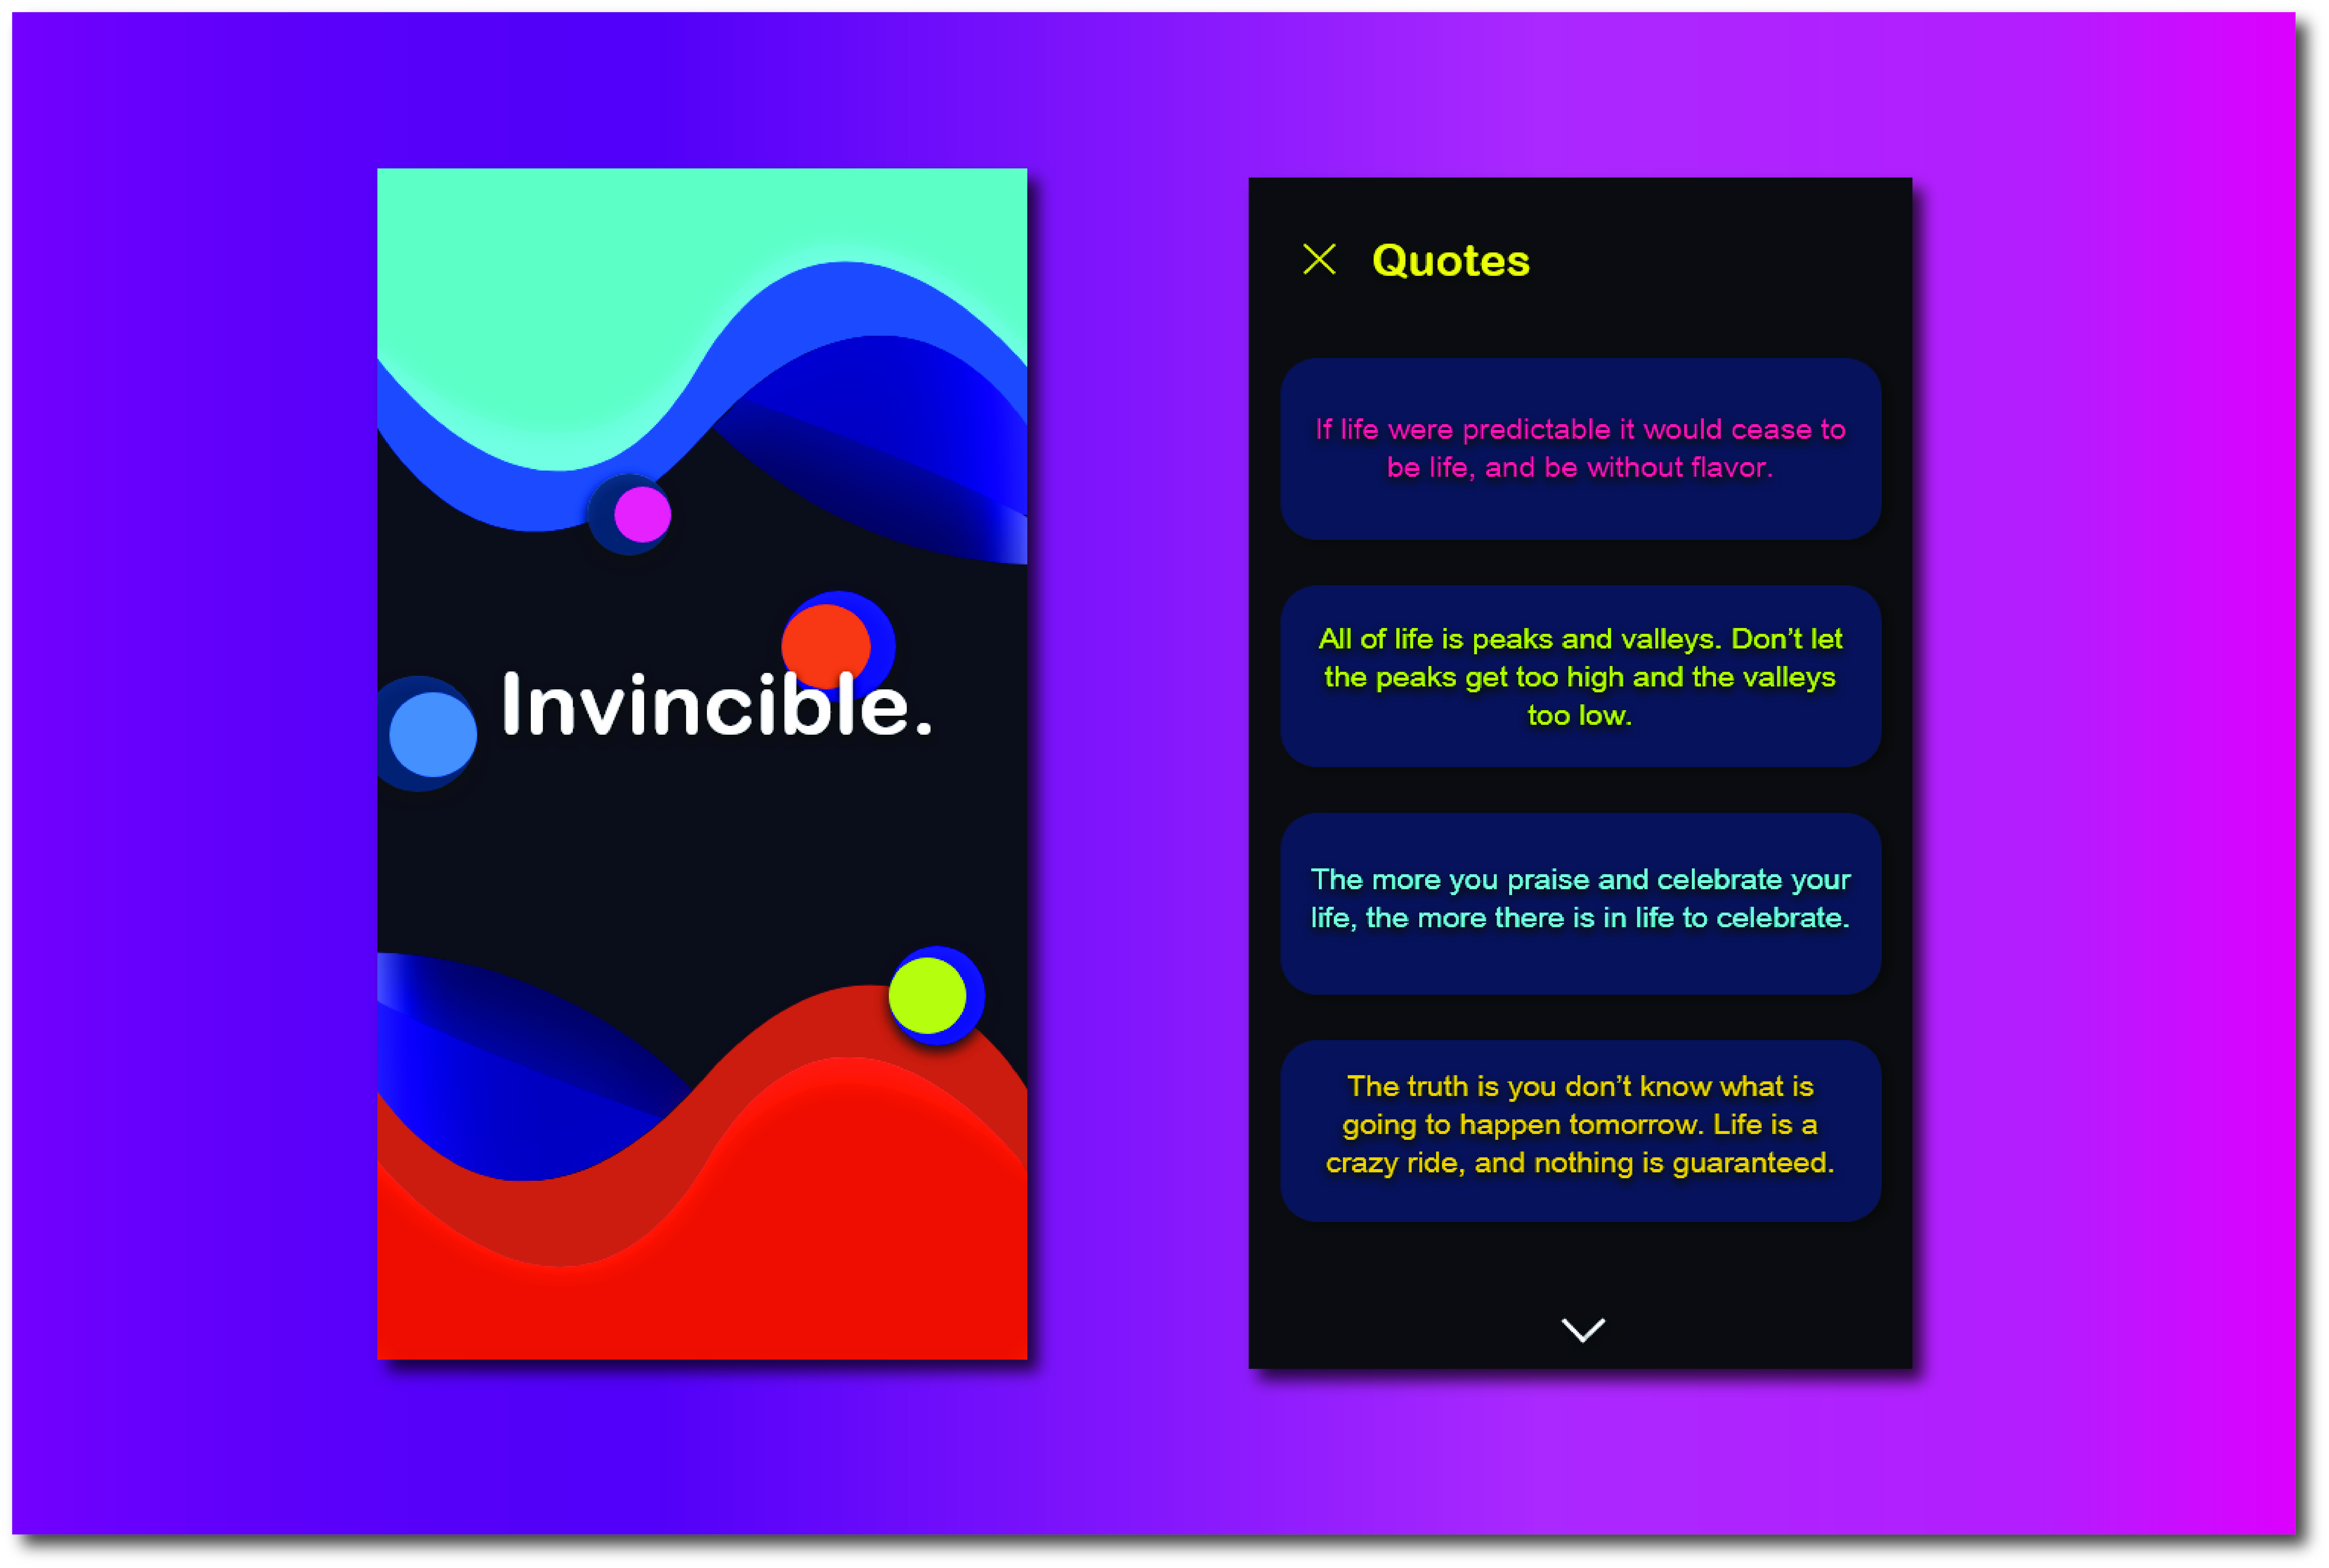 Invincible.
Quotes
If life were predictable it would cease to
be life, and be without flavor.
All of life is peaks and valleys. Don’t let
the peaks get too high and the valleys
too low.
The more you praise and celebrate your
life, the more there is in life to celebrate.
The truth is you don’t know what is
going to happen tomorrow. Life is a
crazy ride, and nothing is guaranteed.